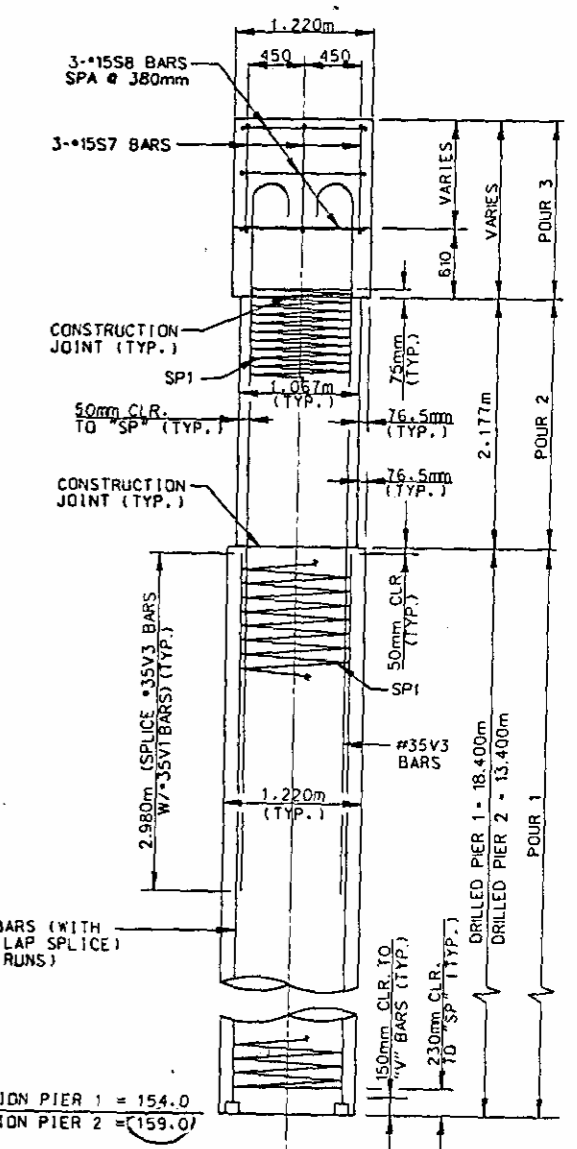 1.220m
450 450
3-*15S8 BARS
SPA @ 380mm
3-*15S7 BARS
VARIES
VARIES
POUR 3
610
CONSTRUCTION
JOINT (TYP.)
SP1
75mm
(TYP.)
1.067m
(TYP.)
50mm CLR.
TO "SP" (TYP.)
76.5mm
(TYP.)
2.177m
POUR 2
76.5mm
(TYP.)
CONSTRUCTION
JOINT (TYP.)
50mm CLR
(TYP.)
SP1
2.980m (SPLICE *35V3 BARS
W/*35V1 BARS) (TYP.)
#35V3
BARS
1.220m
(TYP.)
DRILLED PIER 1 = 18.400m
DRILLED PIER 2 = 13.400m
POUR 1
BARS (WITH
LAP SPLICE)
RUNS)
150mm CLR. TO
"V" BARS (TYP.)
230mm CLR.
TO "SP" (TYP.)
ION PIER 1 = 154.0
ION PIER 2 = 159.0